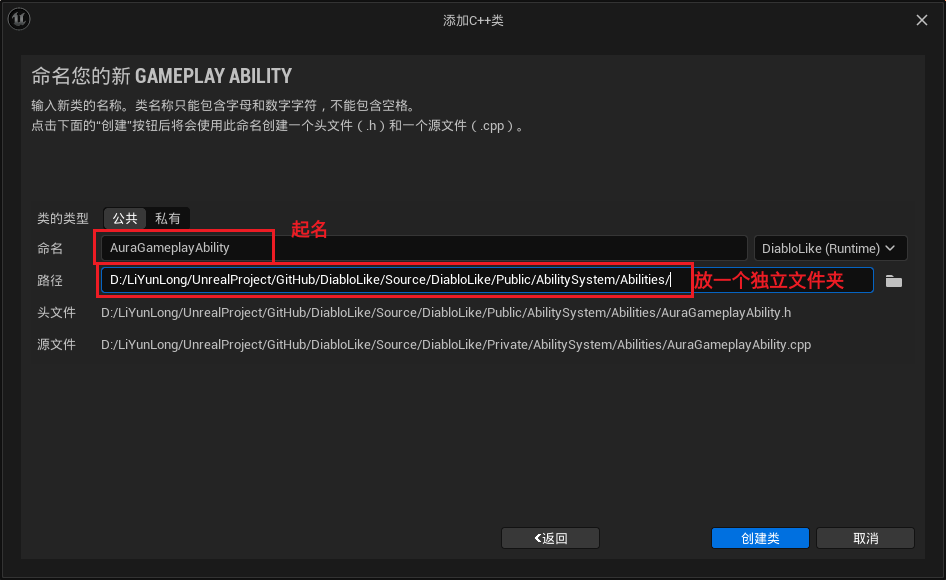 添加C++类
命名您的新 GAMEPLAY ABILITY
输入新类的名称。类名称只能包含字母和数字字符，不能包含空格。
点击下面的“创建”按钮后将会使用此命名创建一个头文件（.h）和一个源文件（.cpp）。
类的类型 公共 私有
起名
命名 AuraGameplayAbility DiabloLike (Runtime)
路径 D:/LiYunLong/UnrealProject/GitHub/DiabloLike/Source/DiabloLike/Public/AbilitySystem/Abilities/ 放一个独立文件夹
头文件 D:/LiYunLong/UnrealProject/GitHub/DiabloLike/Source/DiabloLike/Public/AbilitySystem/Abilities/AuraGameplayAbility.h
源文件 D:/LiYunLong/UnrealProject/GitHub/DiabloLike/Source/DiabloLike/Private/AbilitySystem/Abilities/AuraGameplayAbility.cpp
返回 创建类 取消